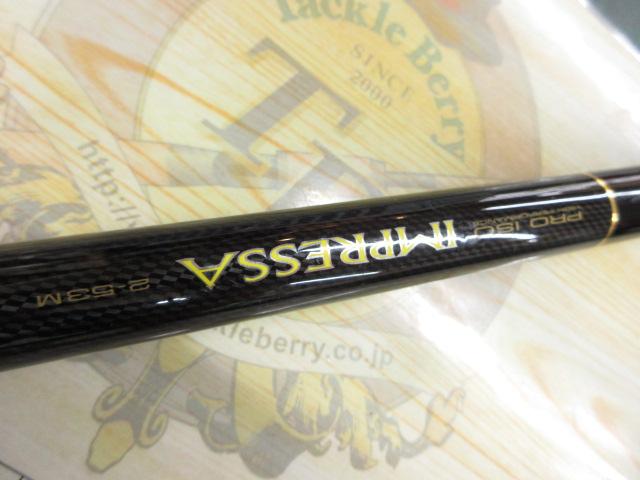 Tackle Berry
SINCE
2000
T
http://
kleberry.co.jp
PRO ISO
IMPRESSA
2-53M